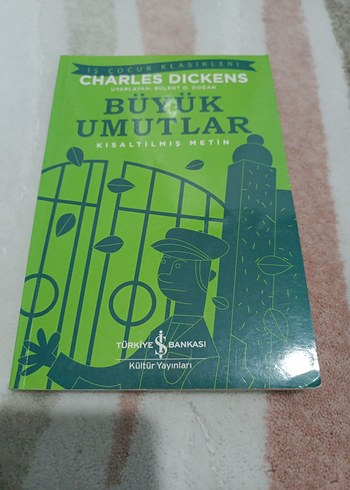 İŞ ÇOCUK KLASİKLERİ
CHARLES DICKENS
UYARLAYAN: BÜLENT O. DOĞAN
BÜYÜK
UMUTLAR
KISALTILMIŞ METİN
TÜRKİYE İŞ BANKASI
Kültür Yayınları